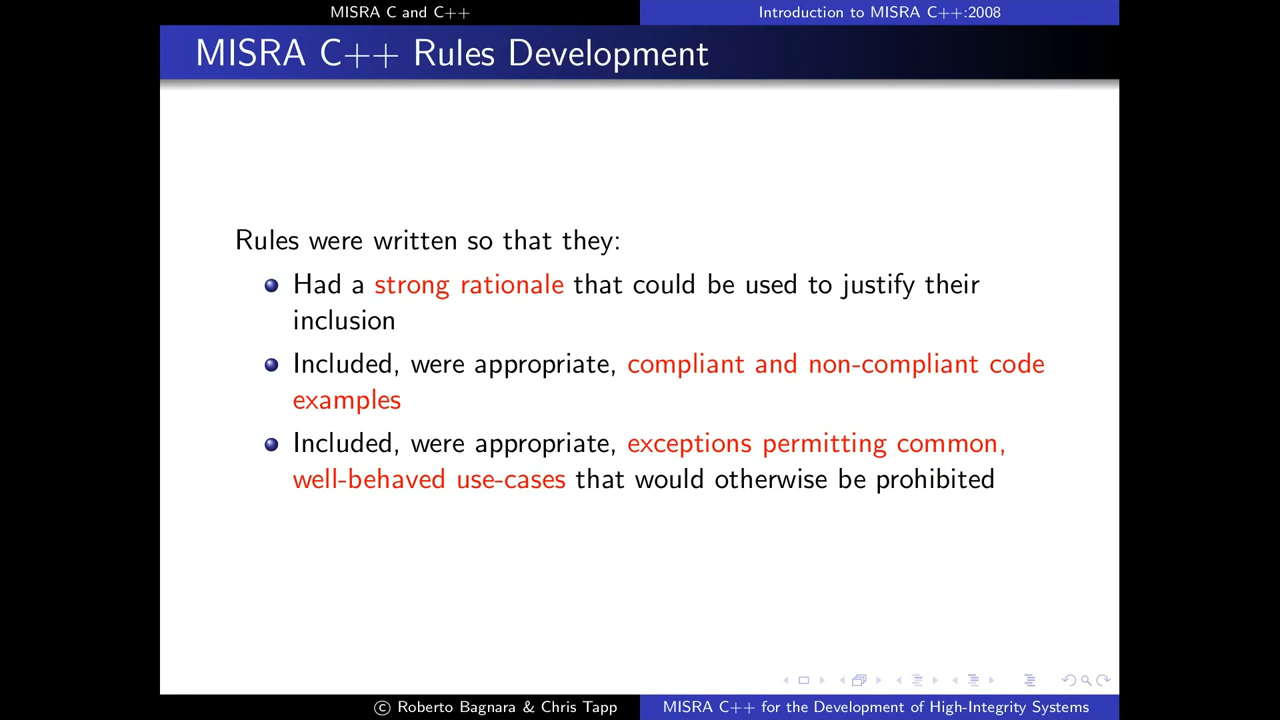 MISRA C and C++
Introduction to MISRA C++:2008
MISRA C++ Rules Development
Rules were written so that they:
Had a strong rationale that could be used to justify their
inclusion
Included, were appropriate, compliant and non-compliant code
examples
Included, were appropriate, exceptions permitting common,
well-behaved use-cases that would otherwise be prohibited
© Roberto Bagnara & Chris Tapp
MISRA C++ for the Development of High-Integrity Systems